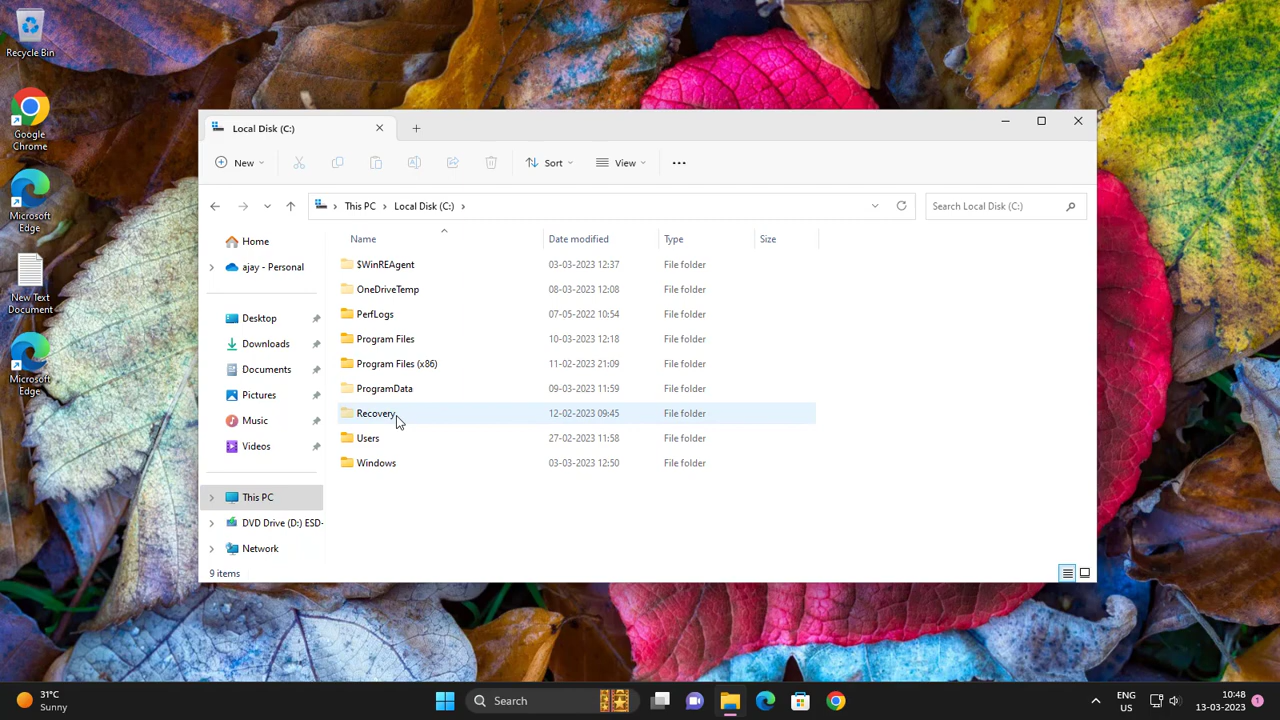 Recycle Bin
Google
Chrome
Microsoft
Edge
New Text
Document
Microsoft
Edge
Local Disk (C:)
New
Sort
View
This PC
Local Disk (C:)
Search Local Disk (C:)
Home
ajay - Personal
Desktop
Downloads
Documents
Pictures
Music
Videos
This PC
DVD Drive (D:) ESD-
Network
Name Date modified Type Size
$WinREAgent 03-03-2023 12:37 File folder
OneDriveTemp 08-03-2023 12:08 File folder
PerfLogs 07-05-2022 10:54 File folder
Program Files 10-03-2023 12:18 File folder
Program Files (x86) 11-02-2023 21:09 File folder
ProgramData 09-03-2023 11:59 File folder
Recovery 12-02-2023 09:45 File folder
Users 27-02-2023 11:58 File folder
Windows 03-03-2023 12:50 File folder
9 items
31°C
Sunny
Search
ENG
US
10:48
13-03-2023
1